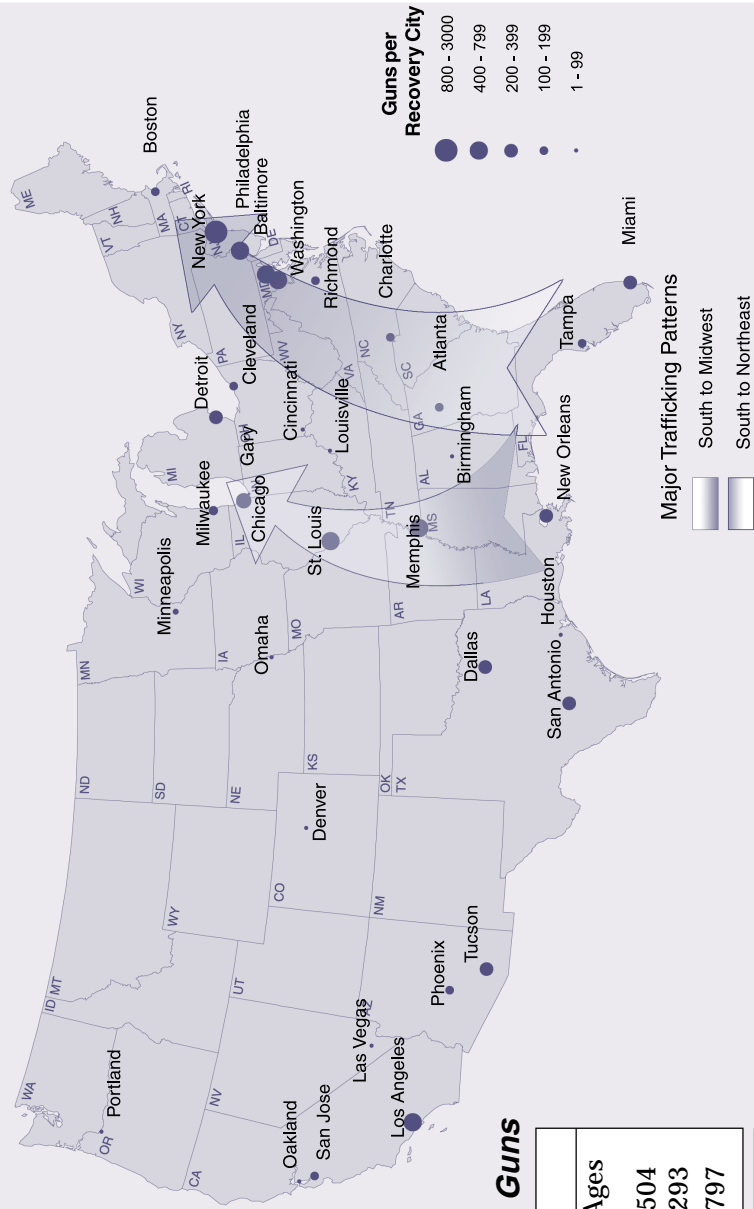 WA
MT
ID
ND
MN
SD
WI
MI
NY
VT
NH
ME
MA
CT
RI
OR
WY
NE
IA
IL
OH
PA
DE
NV
UT
CO
KS
MO
KY
WV
VA
CA
AZ
NM
OK
TX
AR
TN
NC
SC
LA
MS
AL
GA
FL
Portland
Oakland
San Jose
Los Angeles
Las Vegas
Phoenix
Tucson
Denver
Omaha
Minneapolis
Milwaukee
Chicago
Gary
Detroit
Cleveland
Cincinnati
Louisville
St. Louis
Memphis
Dallas
San Antonio
Houston
New Orleans
Birmingham
Atlanta
Charlotte
Richmond
Washington
Baltimore
Philadelphia
New York
Boston
Tampa
Miami
Guns per
Recovery City
800 - 3000
400 - 799
200 - 399
100 - 199
1 - 99
Major Trafficking Patterns
South to Midwest
South to Northeast
Guns
Ages
504
293
797